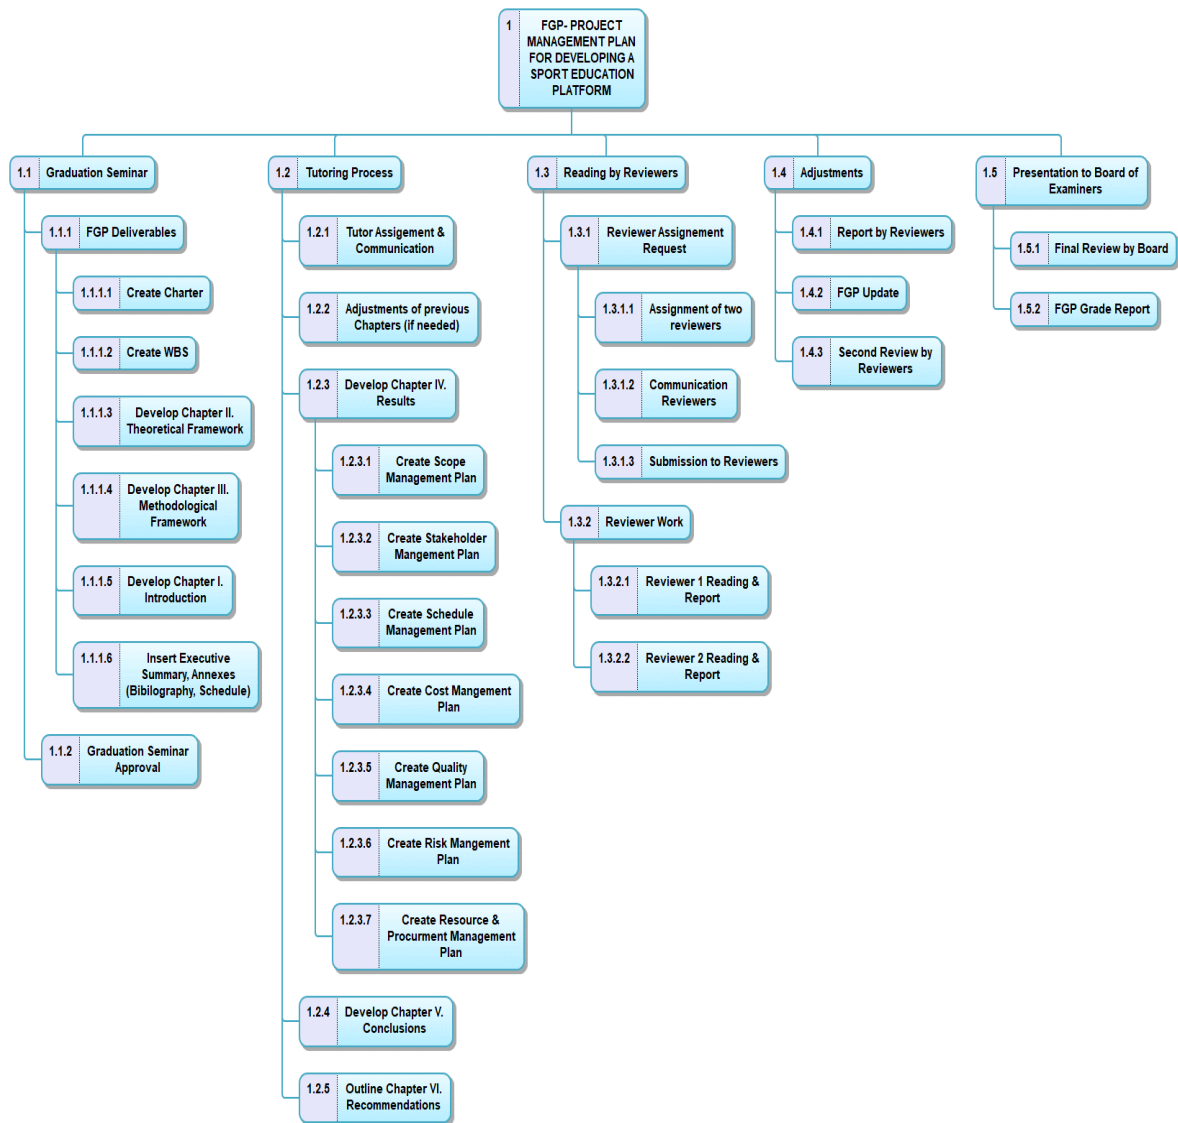 1
FGP- PROJECT
MANAGEMENT PLAN
FOR DEVELOPING A
SPORT EDUCATION
PLATFORM
1.1 Graduation Seminar
1.1.1 FGP Deliverables
1.1.1.1 Create Charter
1.1.1.2 Create WBS
1.1.1.3 Develop Chapter II.
Theoretical Framework
1.1.1.4 Develop Chapter III.
Methodological
Framework
1.1.1.5 Develop Chapter I.
Introduction
1.1.1.6 Insert Executive
Summary, Annexes
(Bibilography, Schedule)
1.1.2 Graduation Seminar
Approval
1.2 Tutoring Process
1.2.1 Tutor Assigement &
Communication
1.2.2 Adjustments of previous
Chapters (if needed)
1.2.3 Develop Chapter IV.
Results
1.2.3.1 Create Scope
Management Plan
1.2.3.2 Create Stakeholder
Mangement Plan
1.2.3.3 Create Schedule
Management Plan
1.2.3.4 Create Cost Mangement
Plan
1.2.3.5 Create Quality
Management Plan
1.2.3.6 Create Risk Mangement
Plan
1.2.3.7 Create Resource &
Procurment Management
Plan
1.2.4 Develop Chapter V.
Conclusions
1.2.5 Outline Chapter VI.
Recommendations
1.3 Reading by Reviewers
1.3.1 Reviewer Assignement
Request
1.3.1.1 Assignment of two
reviewers
1.3.1.2 Communication
Reviewers
1.3.1.3 Submission to Reviewers
1.3.2 Reviewer Work
1.3.2.1 Reviewer 1 Reading &
Report
1.3.2.2 Reviewer 2 Reading &
Report
1.4 Adjustments
1.4.1 Report by Reviewers
1.4.2 FGP Update
1.4.3 Second Review by
Reviewers
1.5 Presentation to Board of
Examiners
1.5.1 Final Review by Board
1.5.2 FGP Grade Report